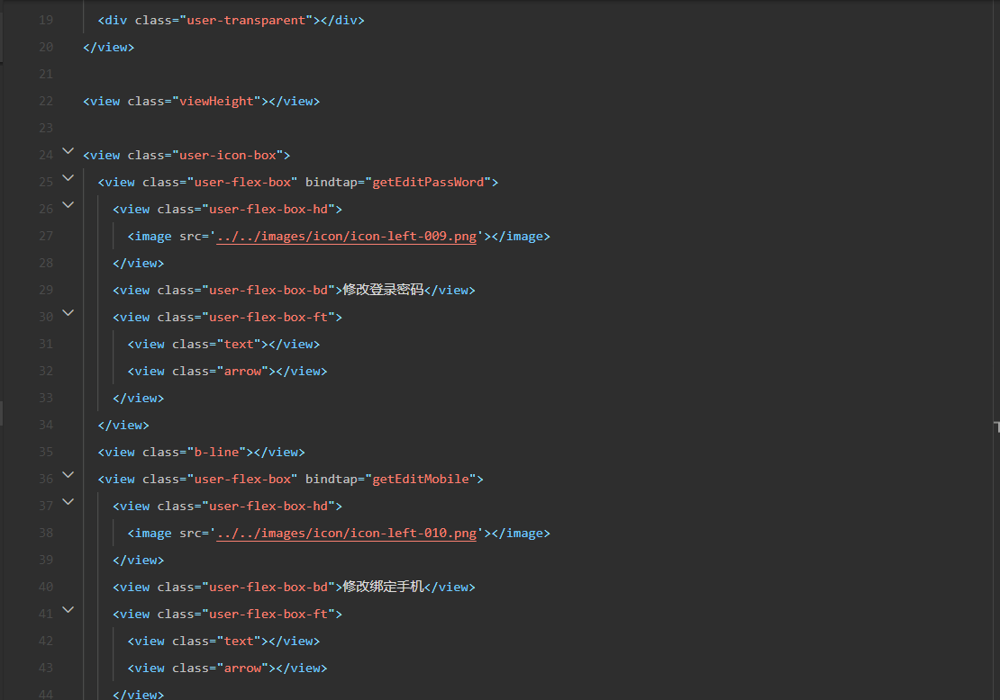 19 <div class="user-transparent"></div>
20 </view>
21
22 <view class="viewHeight"></view>
23
24 <view class="user-icon-box">
25 <view class="user-flex-box" bindtap="getEditPassWord">
26 <view class="user-flex-box-hd">
27 <image src='../../images/icon/icon-left-009.png'></image>
28 </view>
29 <view class="user-flex-box-bd">修改登录密码</view>
30 <view class="user-flex-box-ft">
31 <view class="text"></view>
32 <view class="arrow"></view>
33 </view>
34 </view>
35 <view class="b-line"></view>
36 <view class="user-flex-box" bindtap="getEditMobile">
37 <view class="user-flex-box-hd">
38 <image src='../../images/icon/icon-left-010.png'></image>
39 </view>
40 <view class="user-flex-box-bd">修改绑定手机</view>
41 <view class="user-flex-box-ft">
42 <view class="text"></view>
43 <view class="arrow"></view>
44 </view>